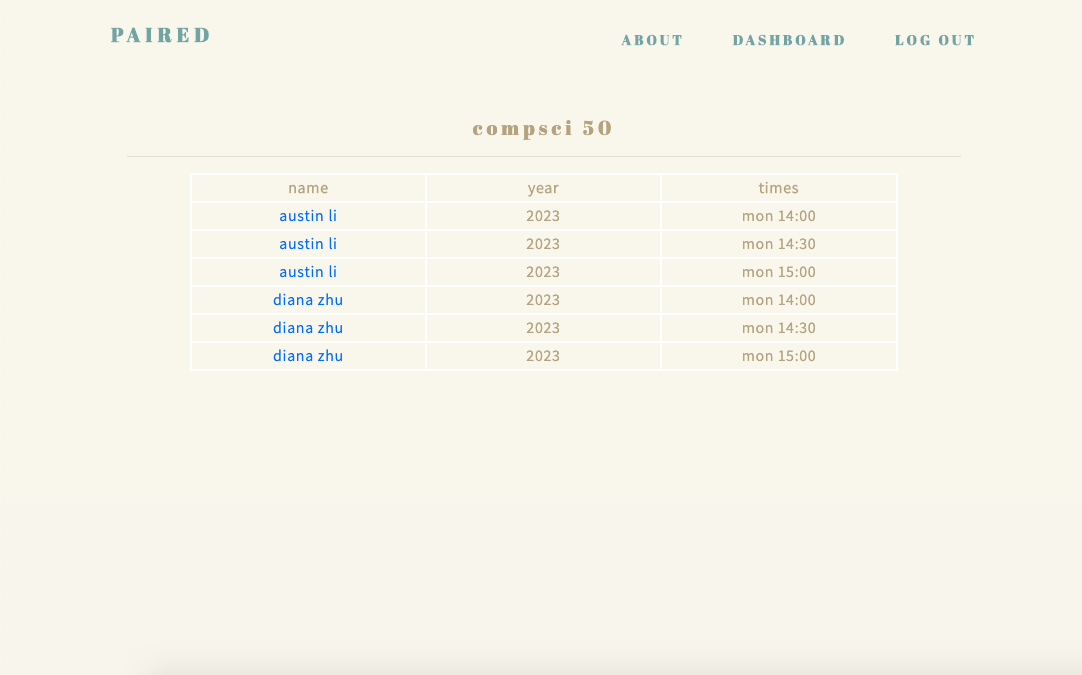 PAIRED ABOUT DASHBOARD LOG OUT
compsci 50
name year times
austin li 2023 mon 14:00
austin li 2023 mon 14:30
austin li 2023 mon 15:00
diana zhu 2023 mon 14:00
diana zhu 2023 mon 14:30
diana zhu 2023 mon 15:00